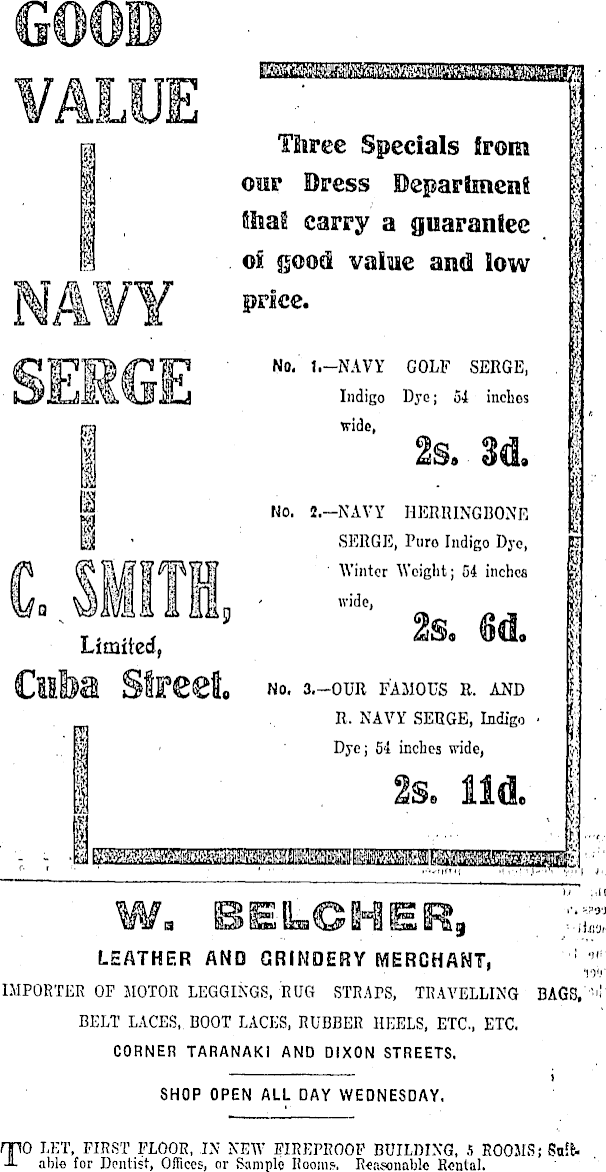 GOOD
VALUE
NAVY
SERGE
C. SMITH,
Limited,
Cuba Street.
Three Specials from
our Dress Department
that carry a guarantee
of good value and low
price.
No. 1.—NAVY GOLF SERGE,
Indigo Dye; 54 inches
wide,
2s. 3d.
No. 2.—NAVY HERRINGBONE
SERGE, Pure Indigo Dye,
Winter Weight; 54 inches
wide,
2s. 6d.
No. 3.—OUR FAMOUS R. AND
R. NAVY SERGE, Indigo
Dye; 54 inches wide,
2s. 11d.
W. BELCHER,
LEATHER AND GRINDERY MERCHANT,
IMPORTER OF MOTOR LEGGINGS, RUG STRAPS, TRAVELLING BAGS,
BELT LACES, BOOT LACES, RUBBER HEELS, ETC., ETC.
CORNER TARANAKI AND DIXON STREETS.
SHOP OPEN ALL DAY WEDNESDAY.
TO LET, FIRST FLOOR, IN NEW FIREPROOF BUILDING, 5 ROOMS; Suit-
able for Dentist, Offices, or Sample Rooms. Reasonable Rental.